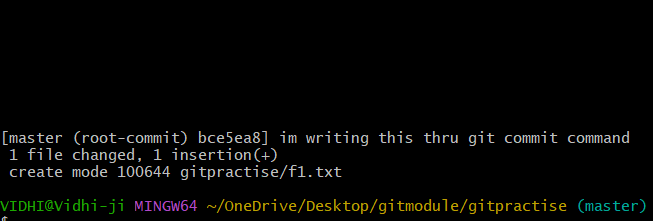 [master (root-commit) bce5ea8] im writing this thru git commit command
 1 file changed, 1 insertion(+)
 create mode 100644 gitpractise/f1.txt
VIDHI@Vidhi-ji MINGW64 ~/OneDrive/Desktop/gitmodule/gitpractise (master)
$